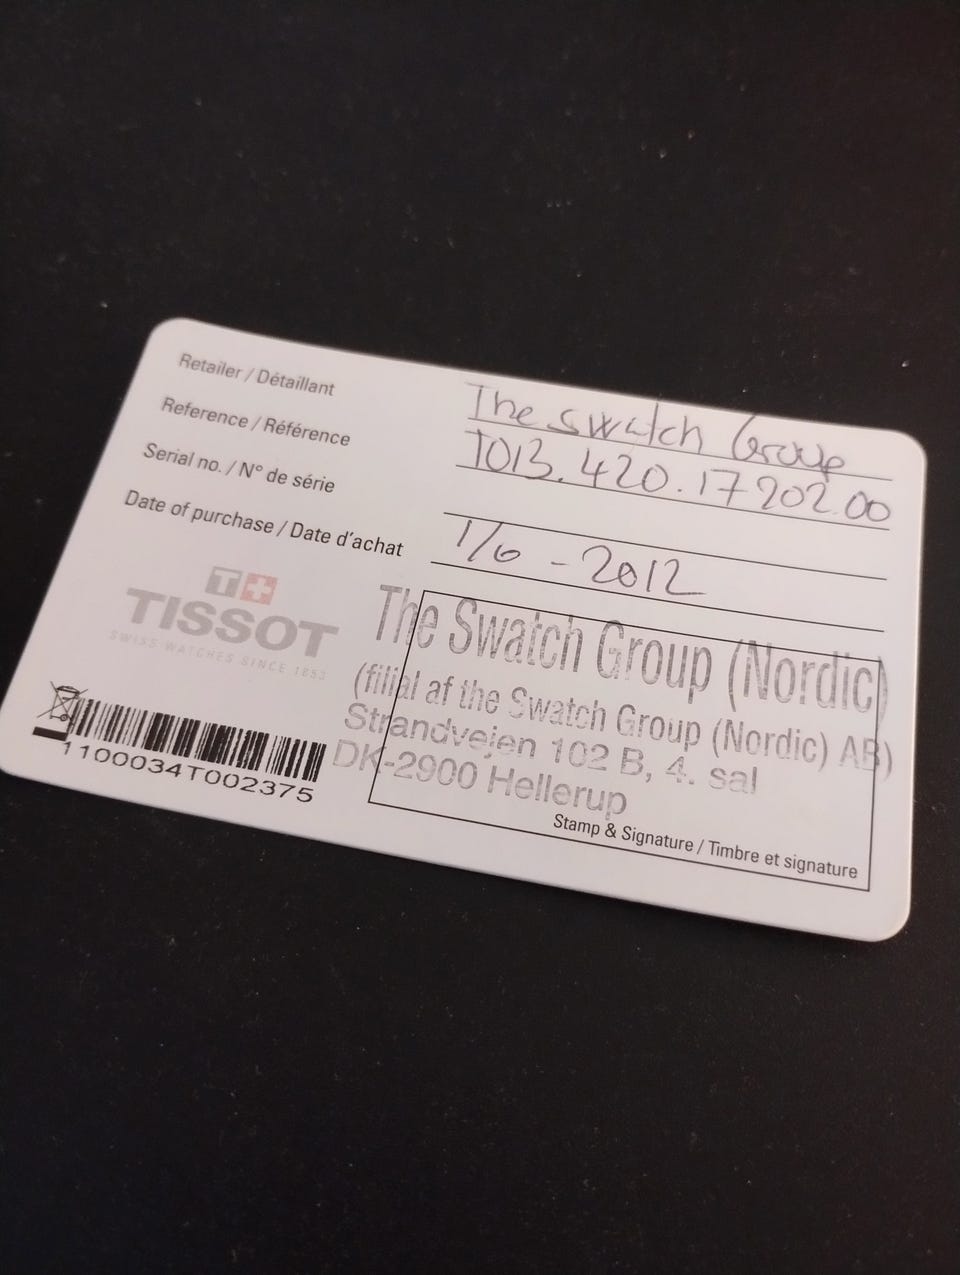 Retailer / Détaillant The Swatch Group
Reference / Référence T013.420.17 202.00
Serial no. / N° de série
Date of purchase / Date d'achat 1/6 - 2012
T+
TISSOT
SWISS WATCHES SINCE 1853
1100034T002375
The Swatch Group (Nordic)
(filial af the Swatch Group (Nordic) AB)
Strandvejen 102 B, 4. sal
DK-2900 Hellerup
Stamp & Signature / Timbre et signature